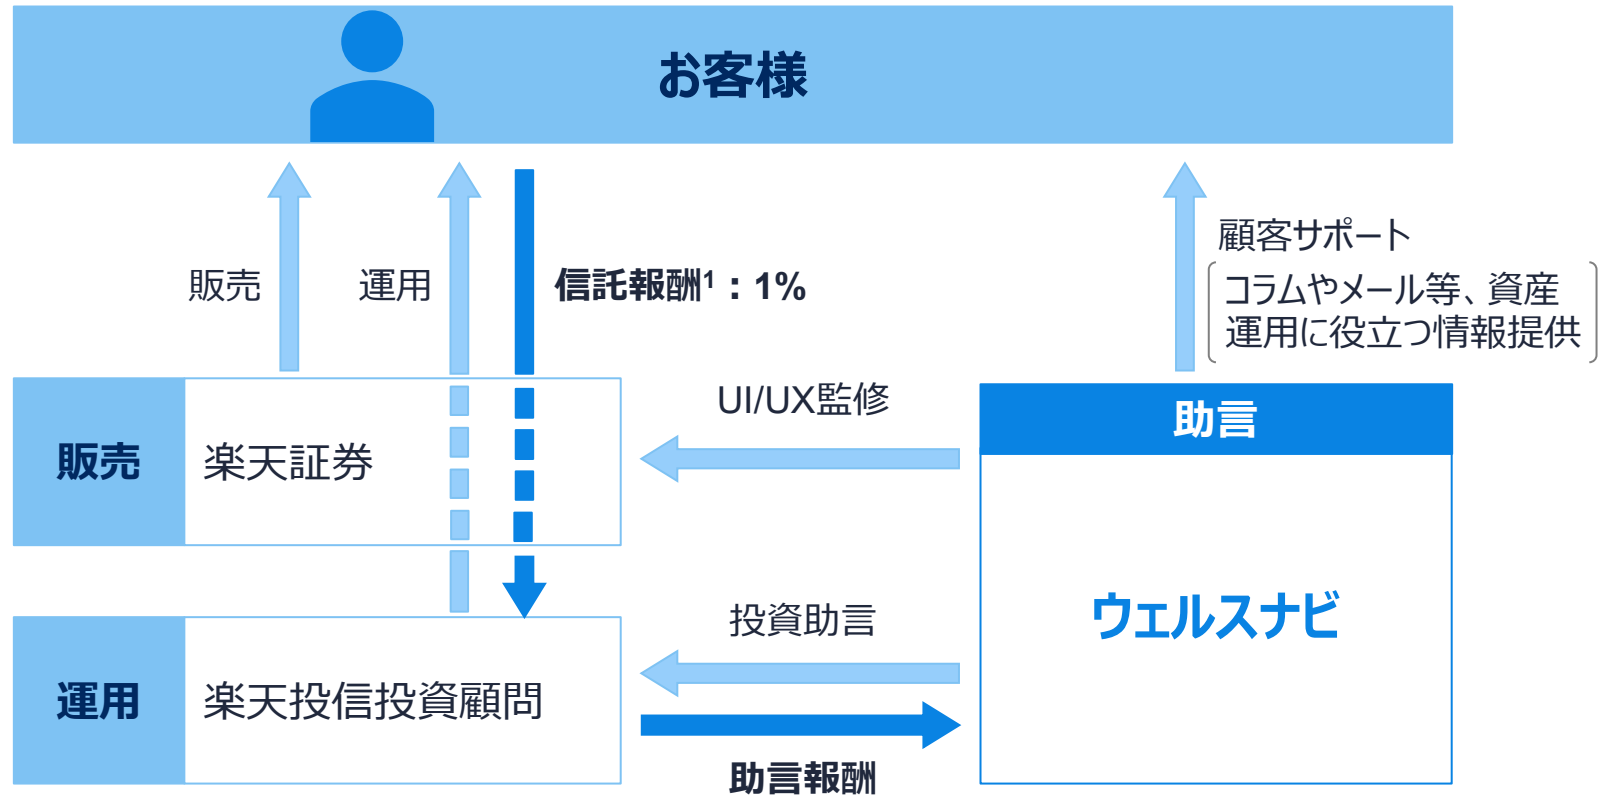 お客様
販売
運用
信託報酬1：1%
顧客サポート
コラムやメール等、資産
運用に役立つ情報提供
販売
楽天証券
UI/UX監修
助言
ウェルスナビ
投資助言
運用
楽天投信投資顧問
助言報酬